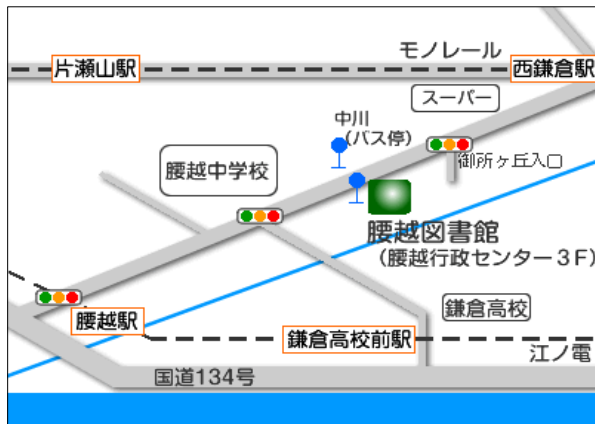 モノレール
片瀬山駅
西鎌倉駅
スーパー
中川
(バス停)
御所ヶ丘入口
腰越中学校
腰越図書館
(腰越行政センター3F)
鎌倉高校
腰越駅
鎌倉高校前駅
江ノ電
国道134号